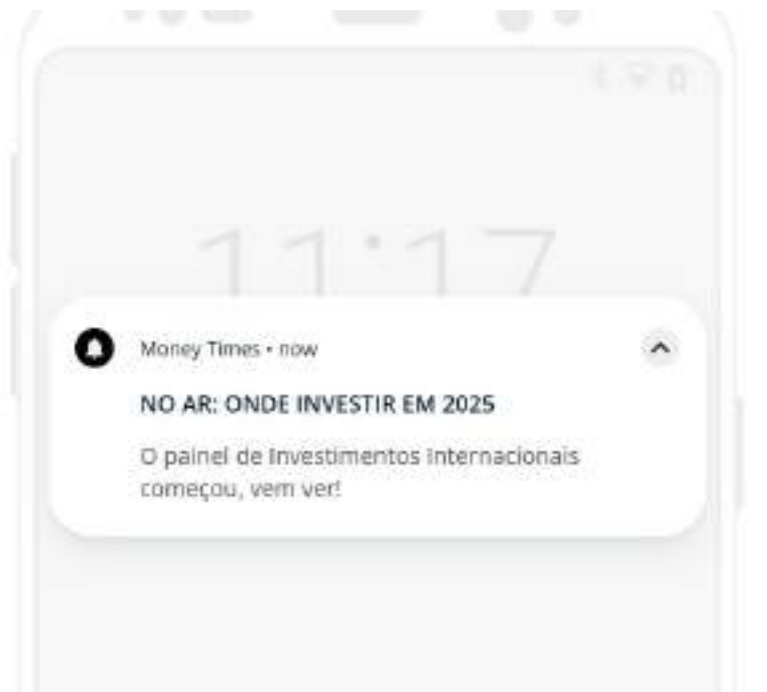 11:17
Money Times • now
NO AR: ONDE INVESTIR EM 2025
O painel de Investimentos Internacionais
começou, vem ver!